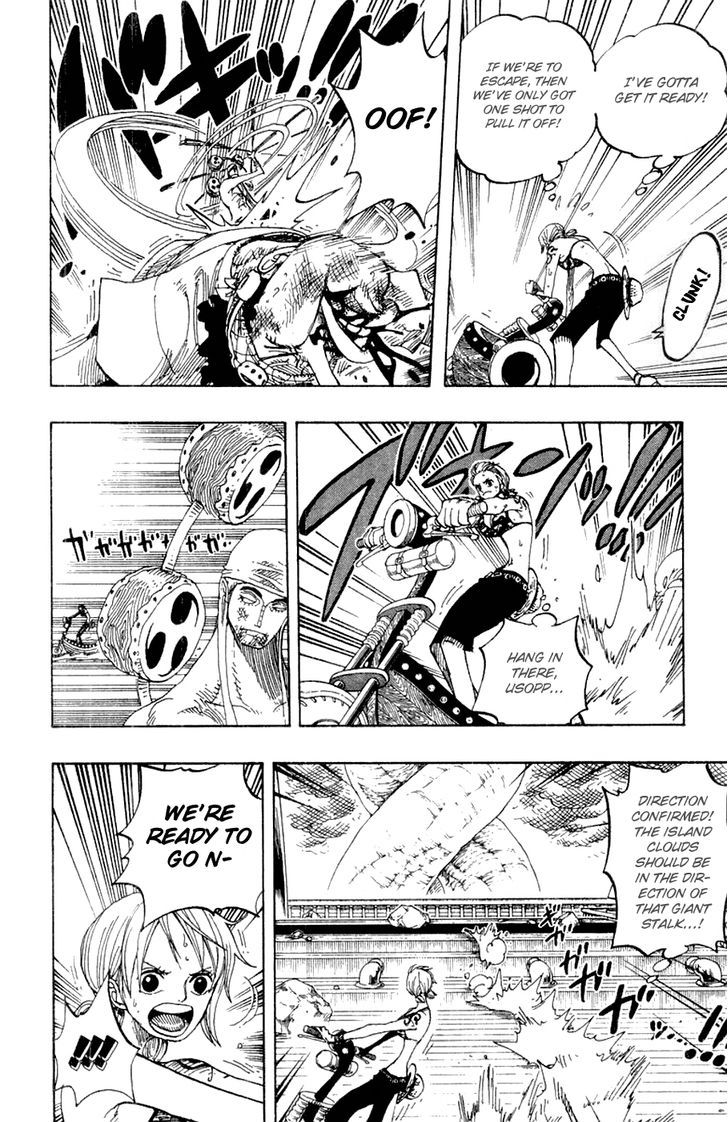 I'VE GOTTA
GET IT READY!
IF WE'RE TO
ESCAPE, THEN
WE'VE ONLY GOT
ONE SHOT TO
PULL IT OFF!
CLUNK!
OOF!
HANG IN
THERE,
USOPP...
DIRECTION
CONFIRMED!
THE ISLAND
CLOUDS
SHOULD BE
IN THE DIR-
ECTION OF
THAT GIANT
STALK...!
WE'RE
READY TO
GO N-
!!!